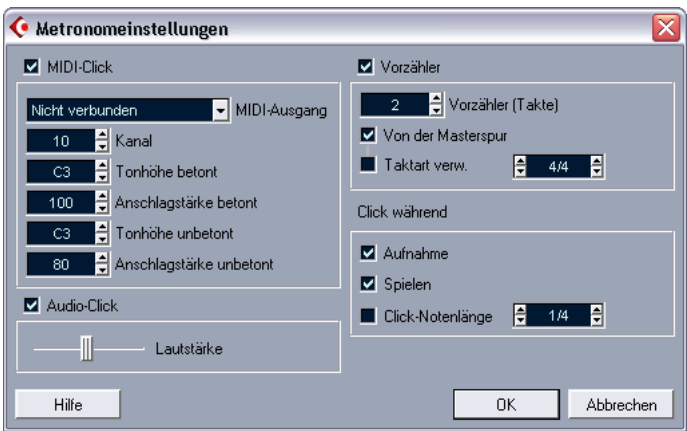 Metronomeinstellungen
MIDI-Click
Nicht verbunden
MIDI-Ausgang
10
Kanal
C3
Tonhöhe betont
100
Anschlagstärke betont
C3
Tonhöhe unbetont
80
Anschlagstärke unbetont
Audio-Click
Lautstärke
Vorzähler
2
Vorzähler (Takte)
Von der Masterspur
Taktart verw.
4/4
Click während
Aufnahme
Spielen
Click-Notenlänge
1/4
Hilfe
OK
Abbrechen